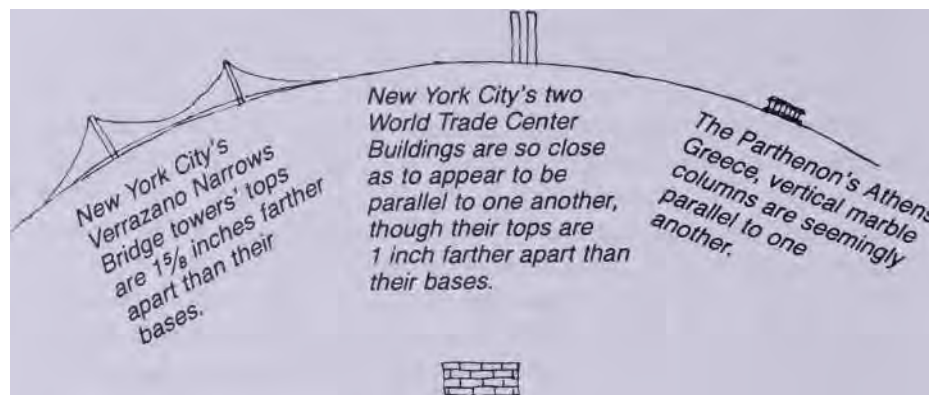 New York City's
Verrazano Narrows
Bridge towers' tops
are 1 5/8 inches farther
apart than their
bases.
New York City's two
World Trade Center
Buildings are so close
as to appear to be
parallel to one another,
though their tops are
1 inch farther apart than
their bases.
The Parthenon's Athens
Greece, vertical marble
columns are seemingly
parallel to one
another.